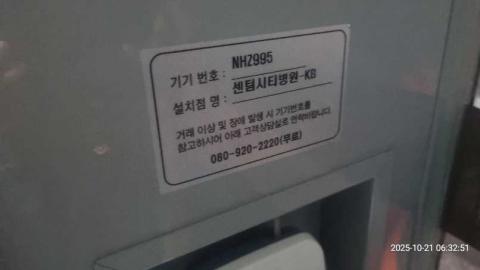 기기 번호 : NHZ995
설치점 명 : 센텀시티병원-KB
거래 이상 및 장애 발생 시 기기번호를
참고하시어 아래 고객상담실로 연락바랍니다.
080-920-2220(무료)
2025-10-21 06:32:51